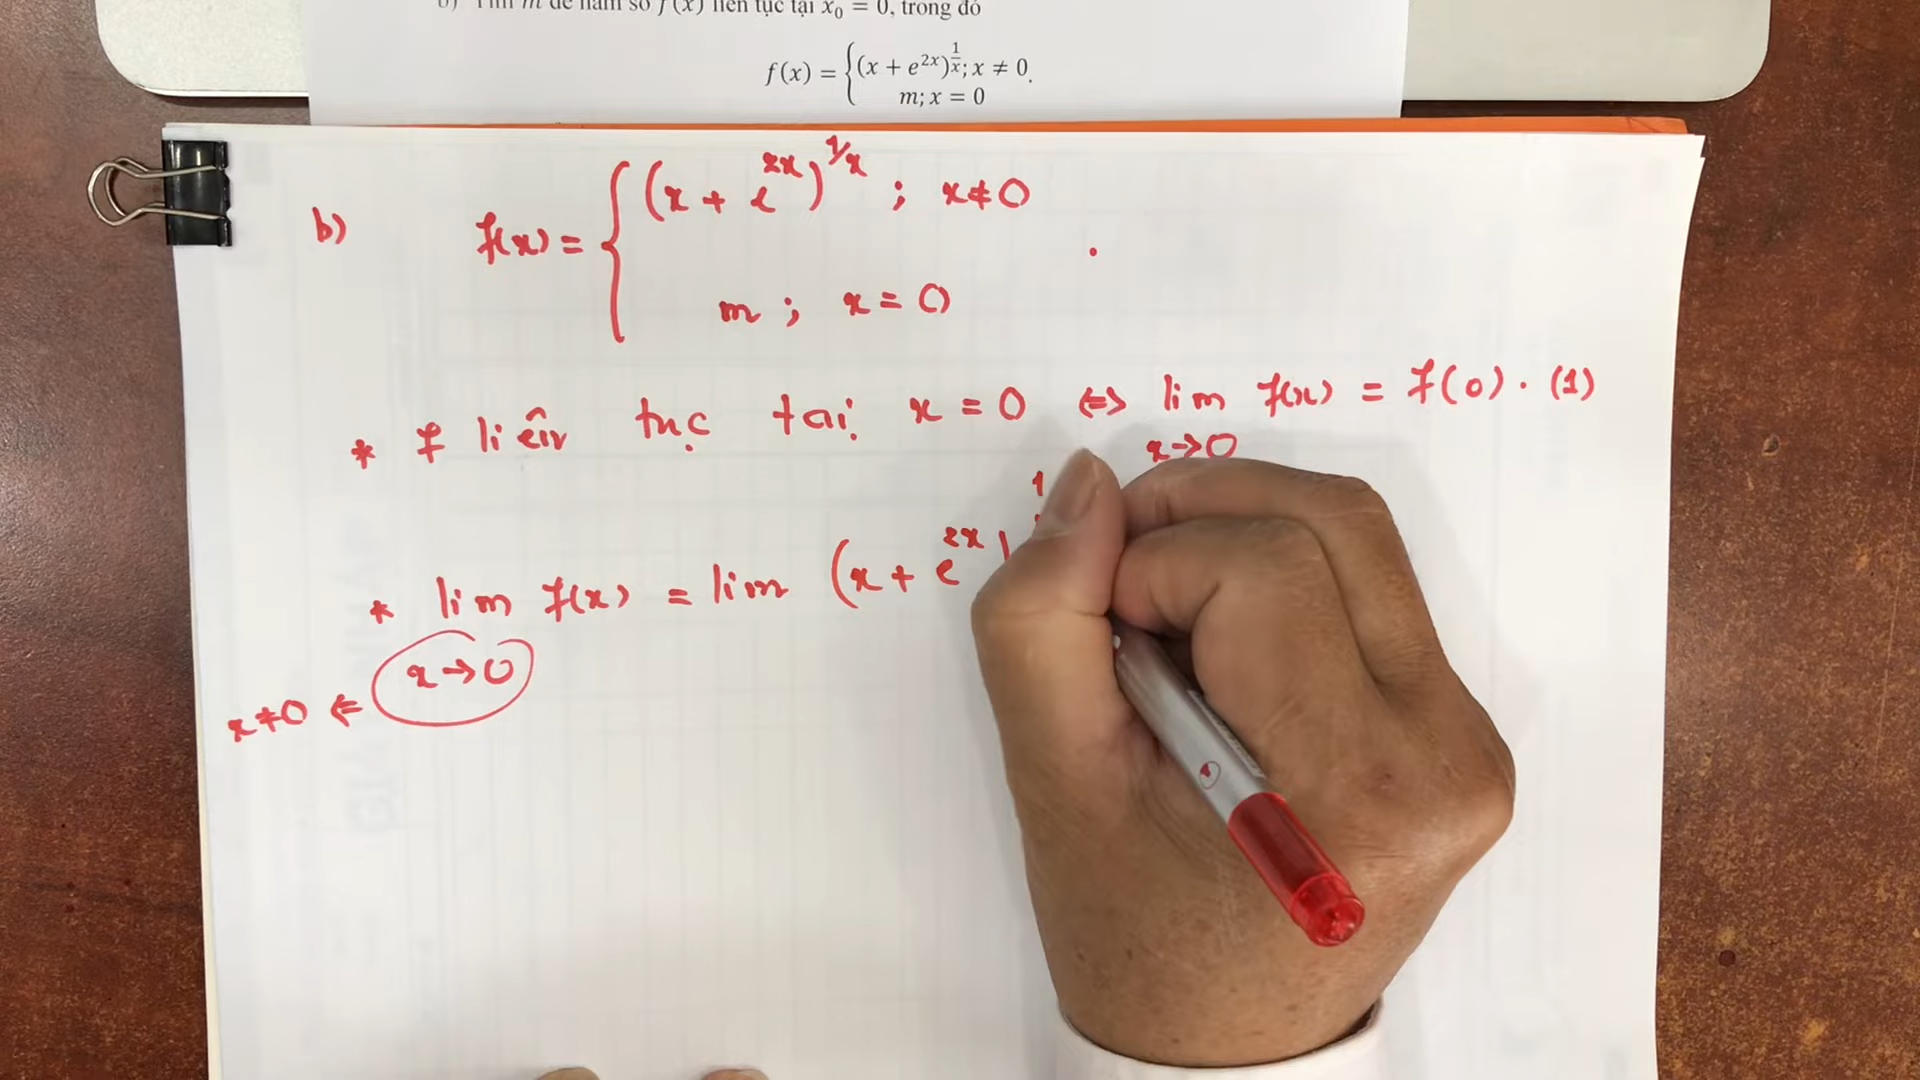 b) Tìm m để hàm số f(x) liên tục tại x₀ = 0, trong đó
f(x) = { (x + e^{2x})^{1/x}; x ≠ 0
m; x = 0 .
b) f(x) = { (x + e^{2x})^{1/x} ; x ≠ 0
m ; x = 0 .
* f liên tục tại x = 0 ⇔ lim f(x) = f(0) . (1)
x→0
* lim f(x) = lim (x + e^{2x}) 1
x→0
x≠0 ⇐